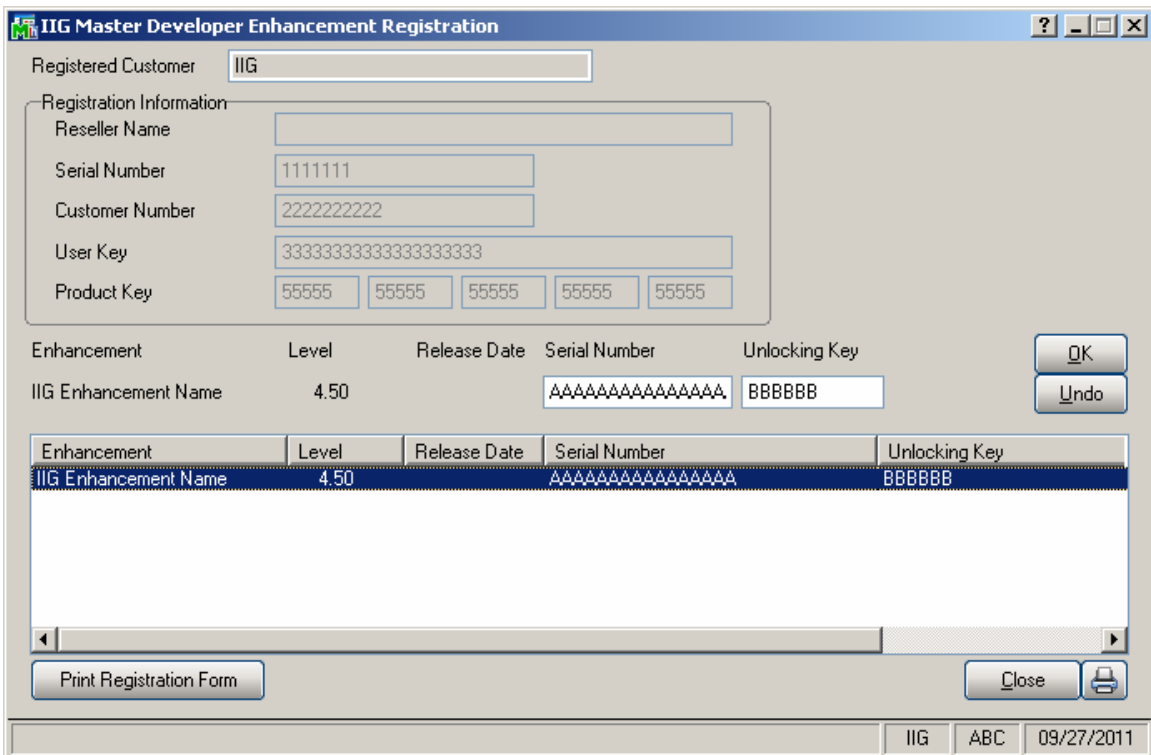 IIG Master Developer Enhancement Registration ?
Registered Customer IIG
Registration Information
Reseller Name
Serial Number 1111111
Customer Number 2222222222
User Key 33333333333333333333
Product Key 55555 55555 55555 55555 55555
Enhancement Level Release Date Serial Number Unlocking Key OK
IIG Enhancement Name 4.50 AAAAAAAAAAAAAAA BBBBBB Undo
Enhancement Level Release Date Serial Number Unlocking Key
IIG Enhancement Name 4.50 AAAAAAAAAAAAAAA BBBBBB
Print Registration Form Close
IIG ABC 09/27/2011